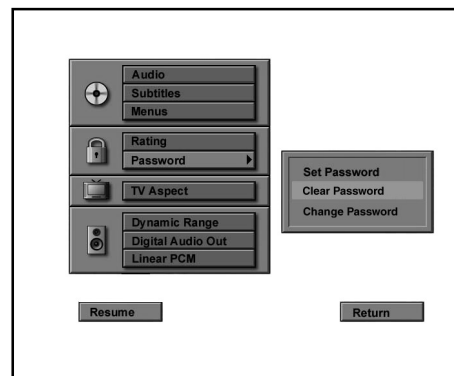 Audio
Subtitles
Menus
Rating
Password
TV Aspect
Dynamic Range
Digital Audio Out
Linear PCM
Set Password
Clear Password
Change Password
Resume
Return